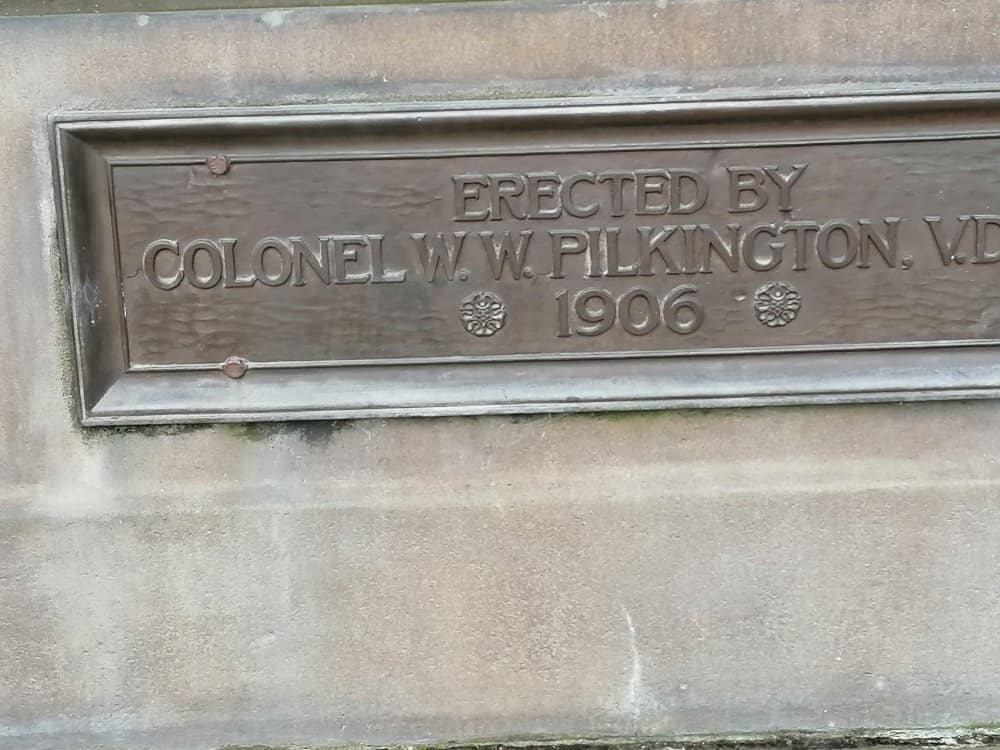 ERECTED BY
COLONEL W. W. PILKINGTON, V.D
1906